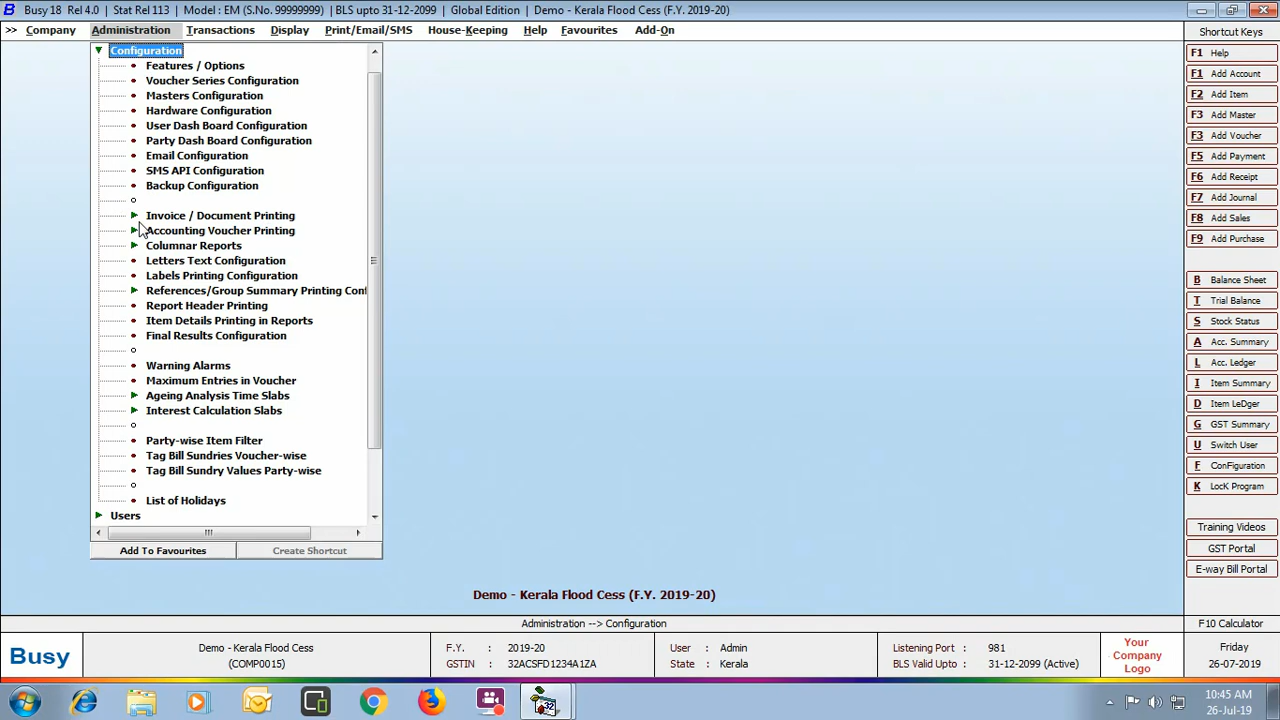 Busy 18 Rel 4.0 | Stat Rel 113 | Model : EM (S.No. 99999999) | BLS upto 31-12-2099 | Global Edition | Demo - Kerala Flood Cess (F.Y. 2019-20)
>> Company Administration Transactions Display Print/Email/SMS House-Keeping Help Favourites Add-On
Configuration
Features / Options
Voucher Series Configuration
Masters Configuration
Hardware Configuration
User Dash Board Configuration
Party Dash Board Configuration
Email Configuration
SMS API Configuration
Backup Configuration
Invoice / Document Printing
Accounting Voucher Printing
Columnar Reports
Letters Text Configuration
Labels Printing Configuration
References/Group Summary Printing Conf
Report Header Printing
Item Details Printing in Reports
Final Results Configuration
Warning Alarms
Maximum Entries in Voucher
Ageing Analysis Time Slabs
Interest Calculation Slabs
Party-wise Item Filter
Tag Bill Sundries Voucher-wise
Tag Bill Sundry Values Party-wise
List of Holidays
Users
Add To Favourites Create Shortcut
Shortcut Keys
F1 Help
F1 Add Account
F2 Add Item
F3 Add Master
F3 Add Voucher
F5 Add Payment
F6 Add Receipt
F7 Add Journal
F8 Add Sales
F9 Add Purchase
B Balance Sheet
T Trial Balance
S Stock Status
A Acc. Summary
L Acc. Ledger
I Item Summary
D Item LeDger
G GST Summary
U Switch User
F ConFiguration
K LocK Program
Training Videos
GST Portal
E-way Bill Portal
Demo - Kerala Flood Cess (F.Y. 2019-20)
Administration --> Configuration
F10 Calculator
Busy
Demo - Kerala Flood Cess
(COMP0015)
F.Y. : 2019-20
GSTIN : 32ACSFD1234A1ZA
User : Admin
State : Kerala
Listening Port : 981
BLS Valid Upto : 31-12-2099 (Active)
Your
Company
Logo
Friday
26-07-2019
32
10:45 AM
26-Jul-19